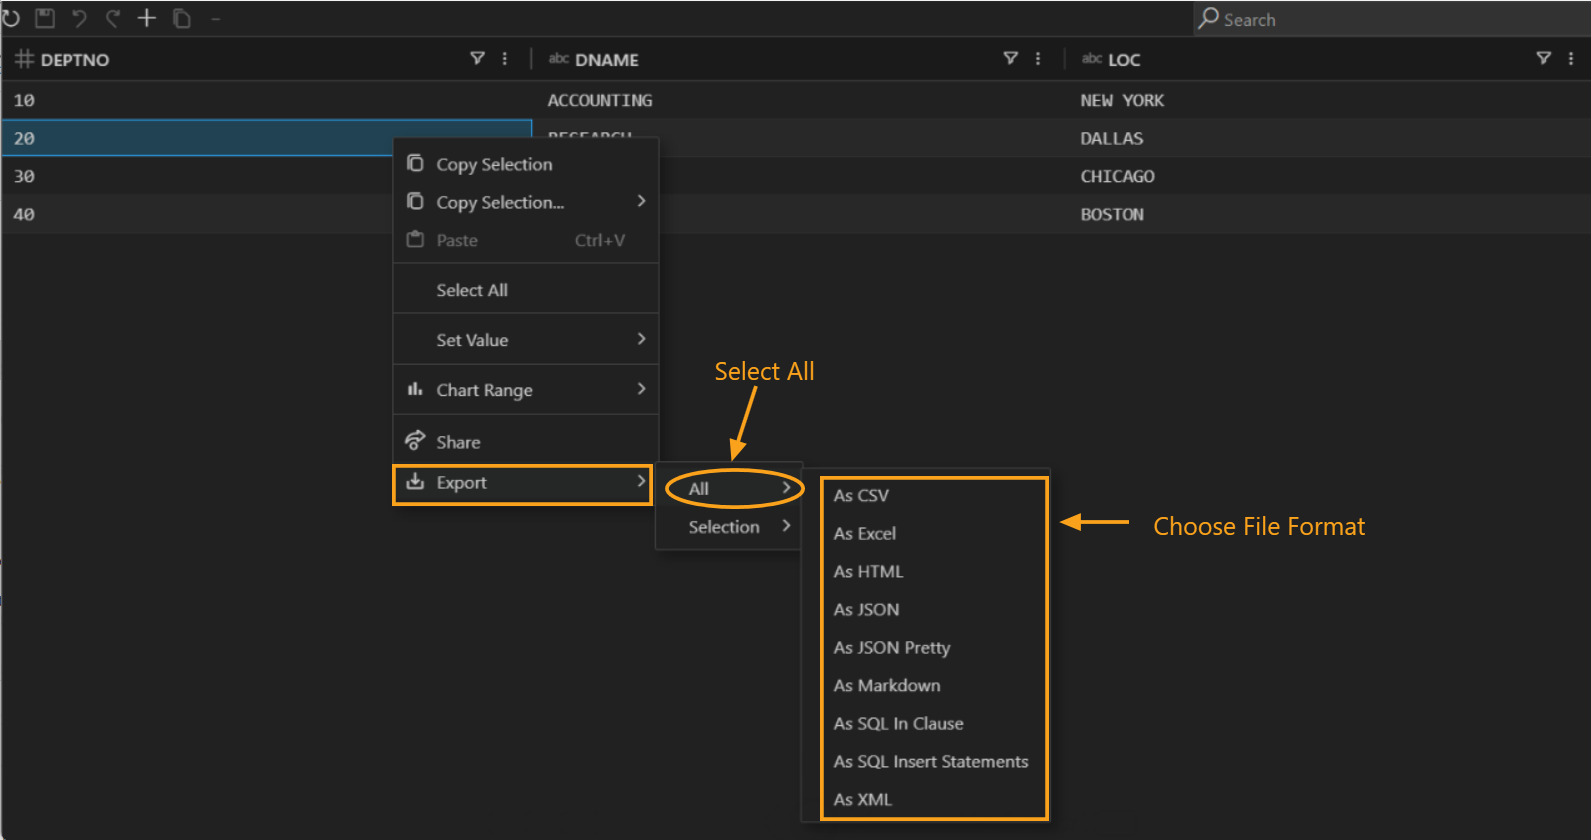 Search
DEPTNO
abc DNAME
abc LOC
10 ACCOUNTING NEW YORK
20 RESEARCH DALLAS
30 CHICAGO
40 BOSTON
Copy Selection
Copy Selection...
Paste Ctrl+V
Select All
Set Value
Chart Range
Share
Export
Select All
All
Selection
As CSV
As Excel
As HTML
As JSON
As JSON Pretty
As Markdown
As SQL In Clause
As SQL Insert Statements
As XML
Choose File Format